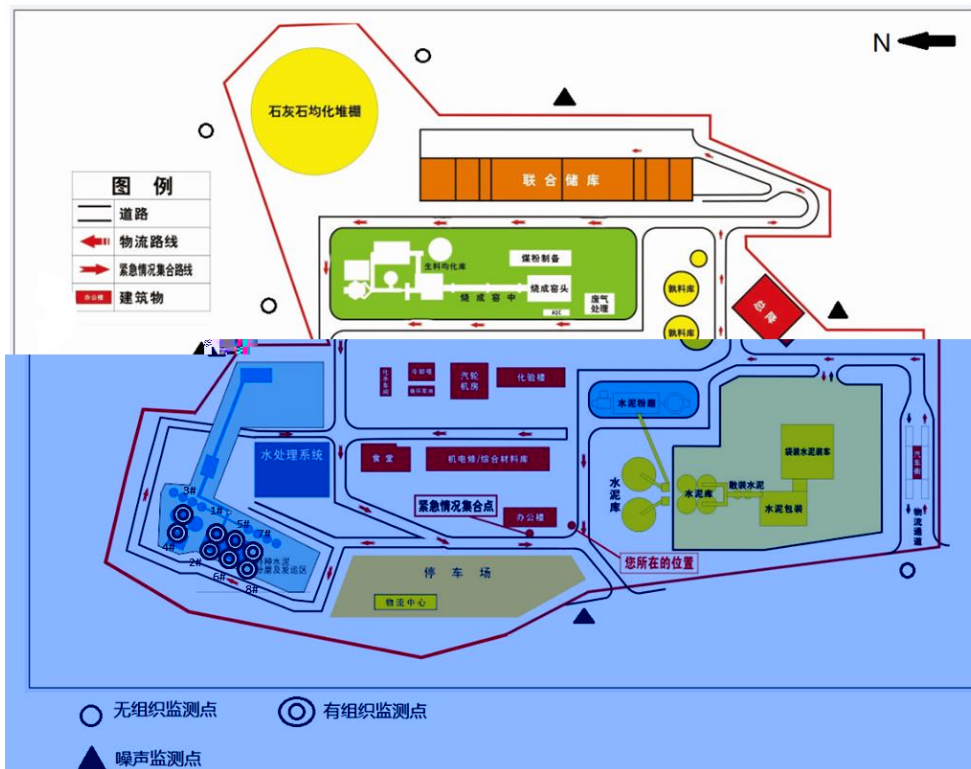 N
石灰石均化堆棚
联合储库
图 例
道路
物流路线
紧急情况集合路线
办公楼
建筑物
生料均化库
煤粉制备
烧成窑中
烧成窑头
废气
处理
熟料库
熟料库
总降
汽轮
机房
化验楼
水泥粉磨
水处理系统
食堂
机电修/综合材料库
紧急情况集合点
办公楼
水泥库
水泥库
散装水泥
袋装水泥装车
水泥包装
汽车衡
物流通道
您所在的位置
停车场
物流中心
3#
1#
5#
7#
4#
2#
6#
8#
无组织监测点
有组织监测点
噪声监测点